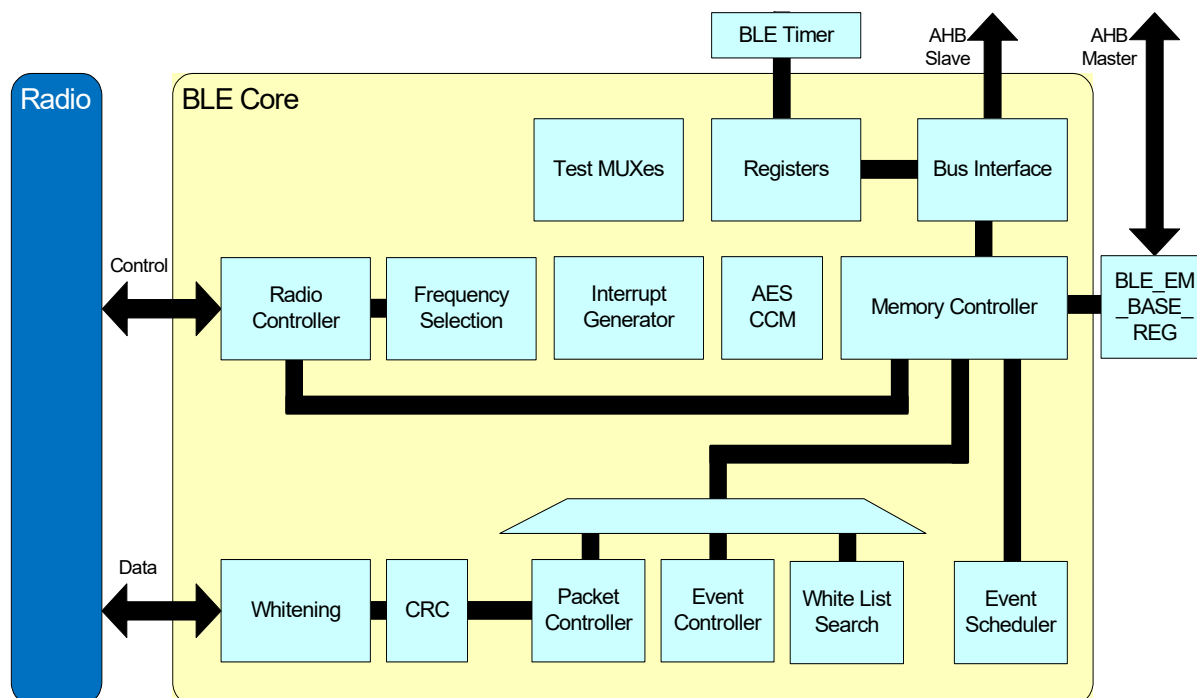 BLE Timer
AHB
Slave
AHB
Master
Radio
BLE Core
Test MUXes
Registers
Bus Interface
Control
Radio
Controller
Frequency
Selection
Interrupt
Generator
AES
CCM
Memory Controller
BLE_EM
_BASE_
REG
Data
Whitening
CRC
Packet
Controller
Event
Controller
White List
Search
Event
Scheduler